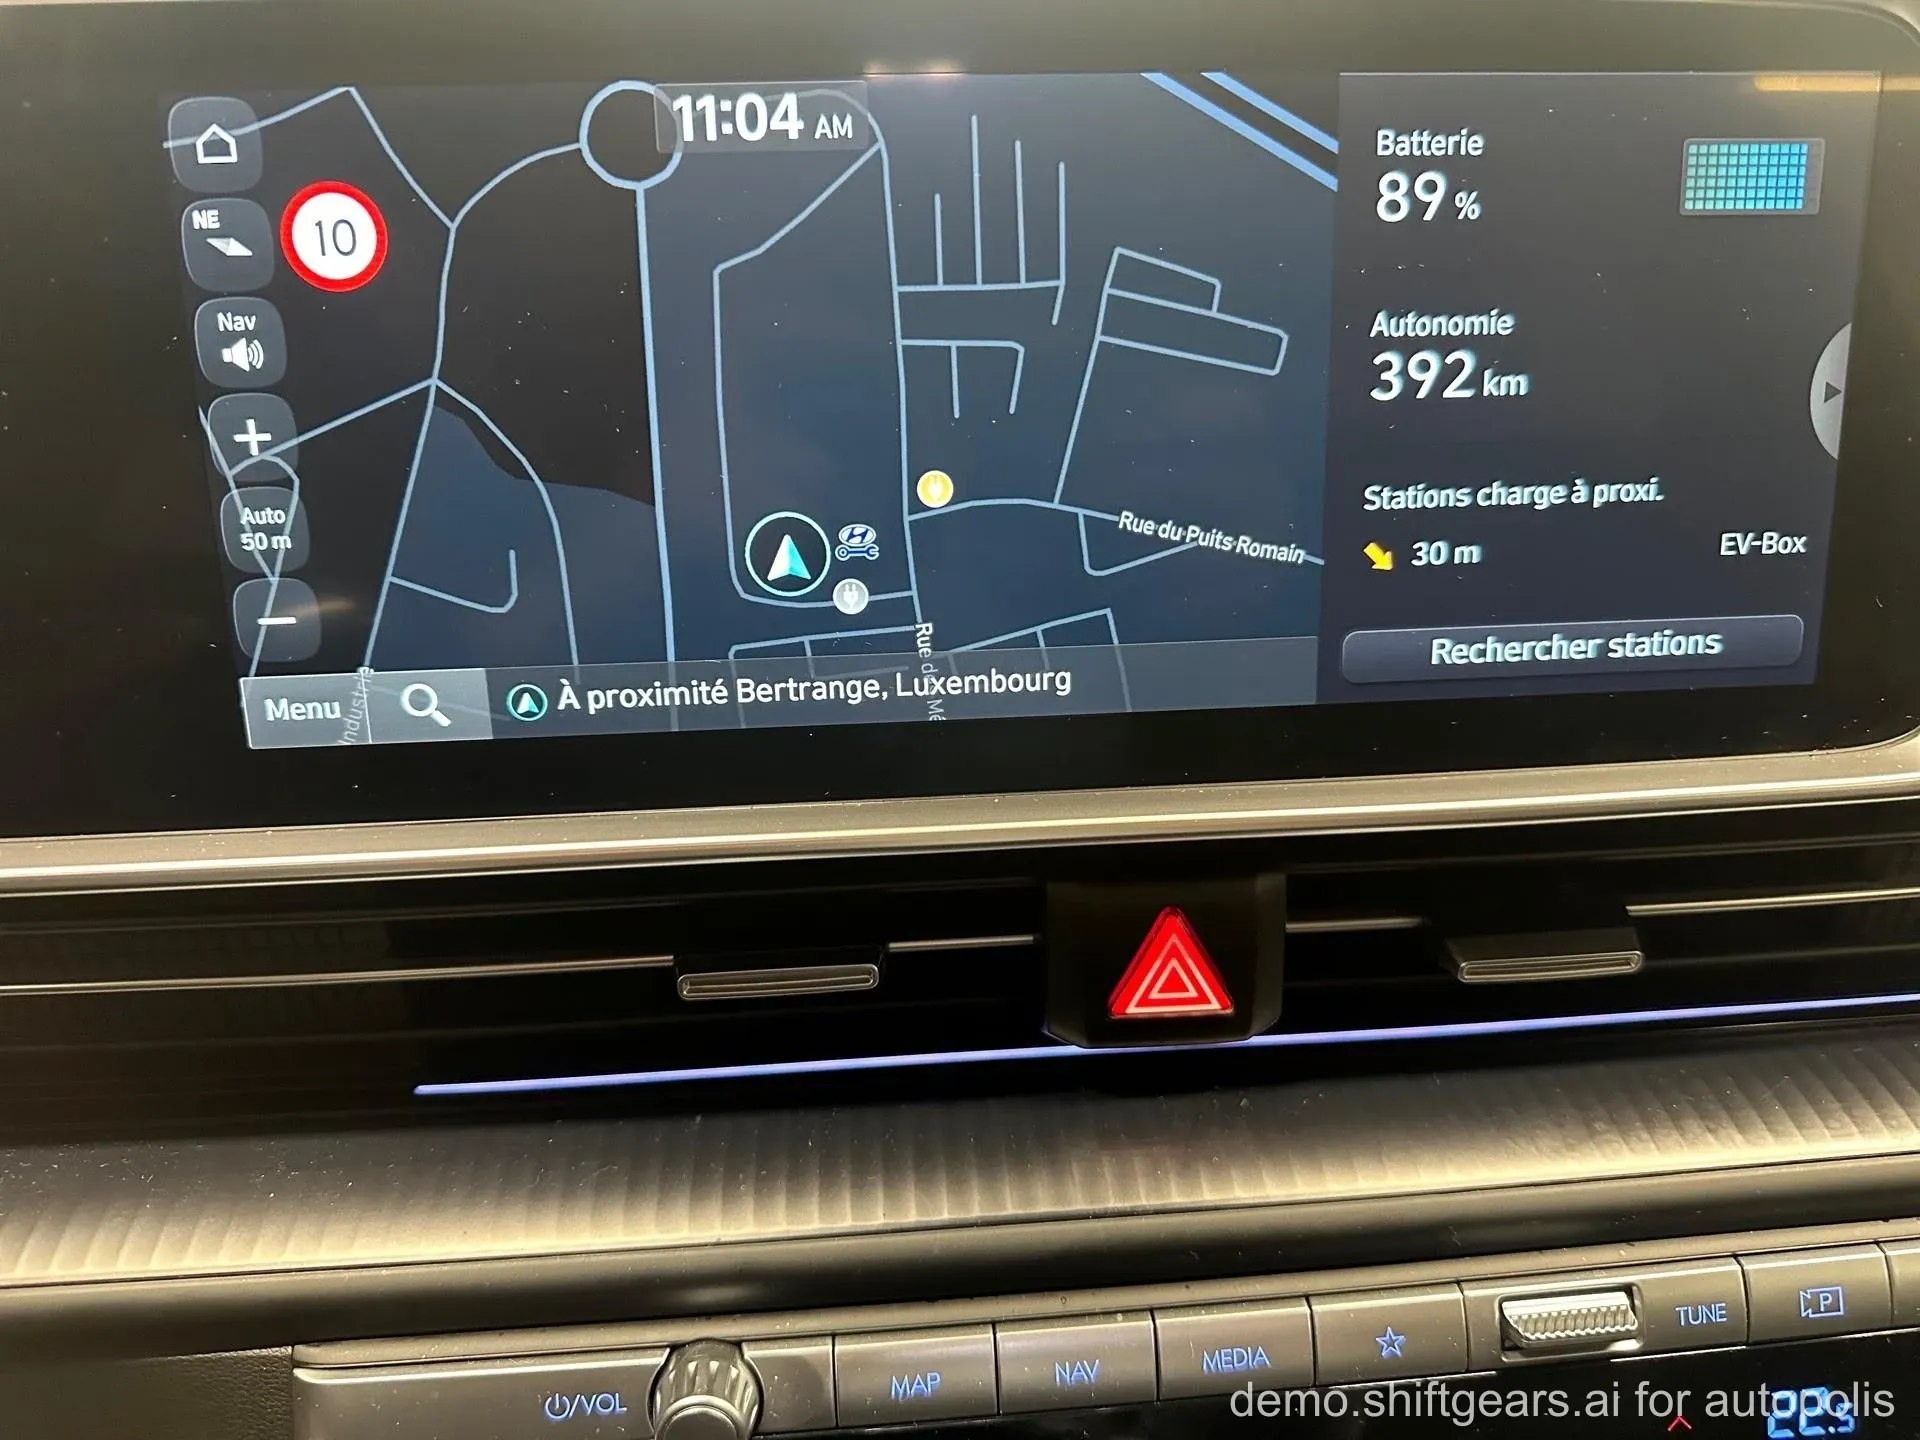 11:04 AM
NE
10
Nav
Auto
50 m
Batterie
89 %
Autonomie
392 km
Stations charge à proxi.
30 m
EV-Box
Rechercher stations
Rue du Puits Romain
Rue d
Mé
Industrie
Menu
À proximité Bertrange, Luxembourg
/VOL
MAP
NAV
MEDIA
TUNE
P
22.5
demo.shiftgears.ai for autopolis